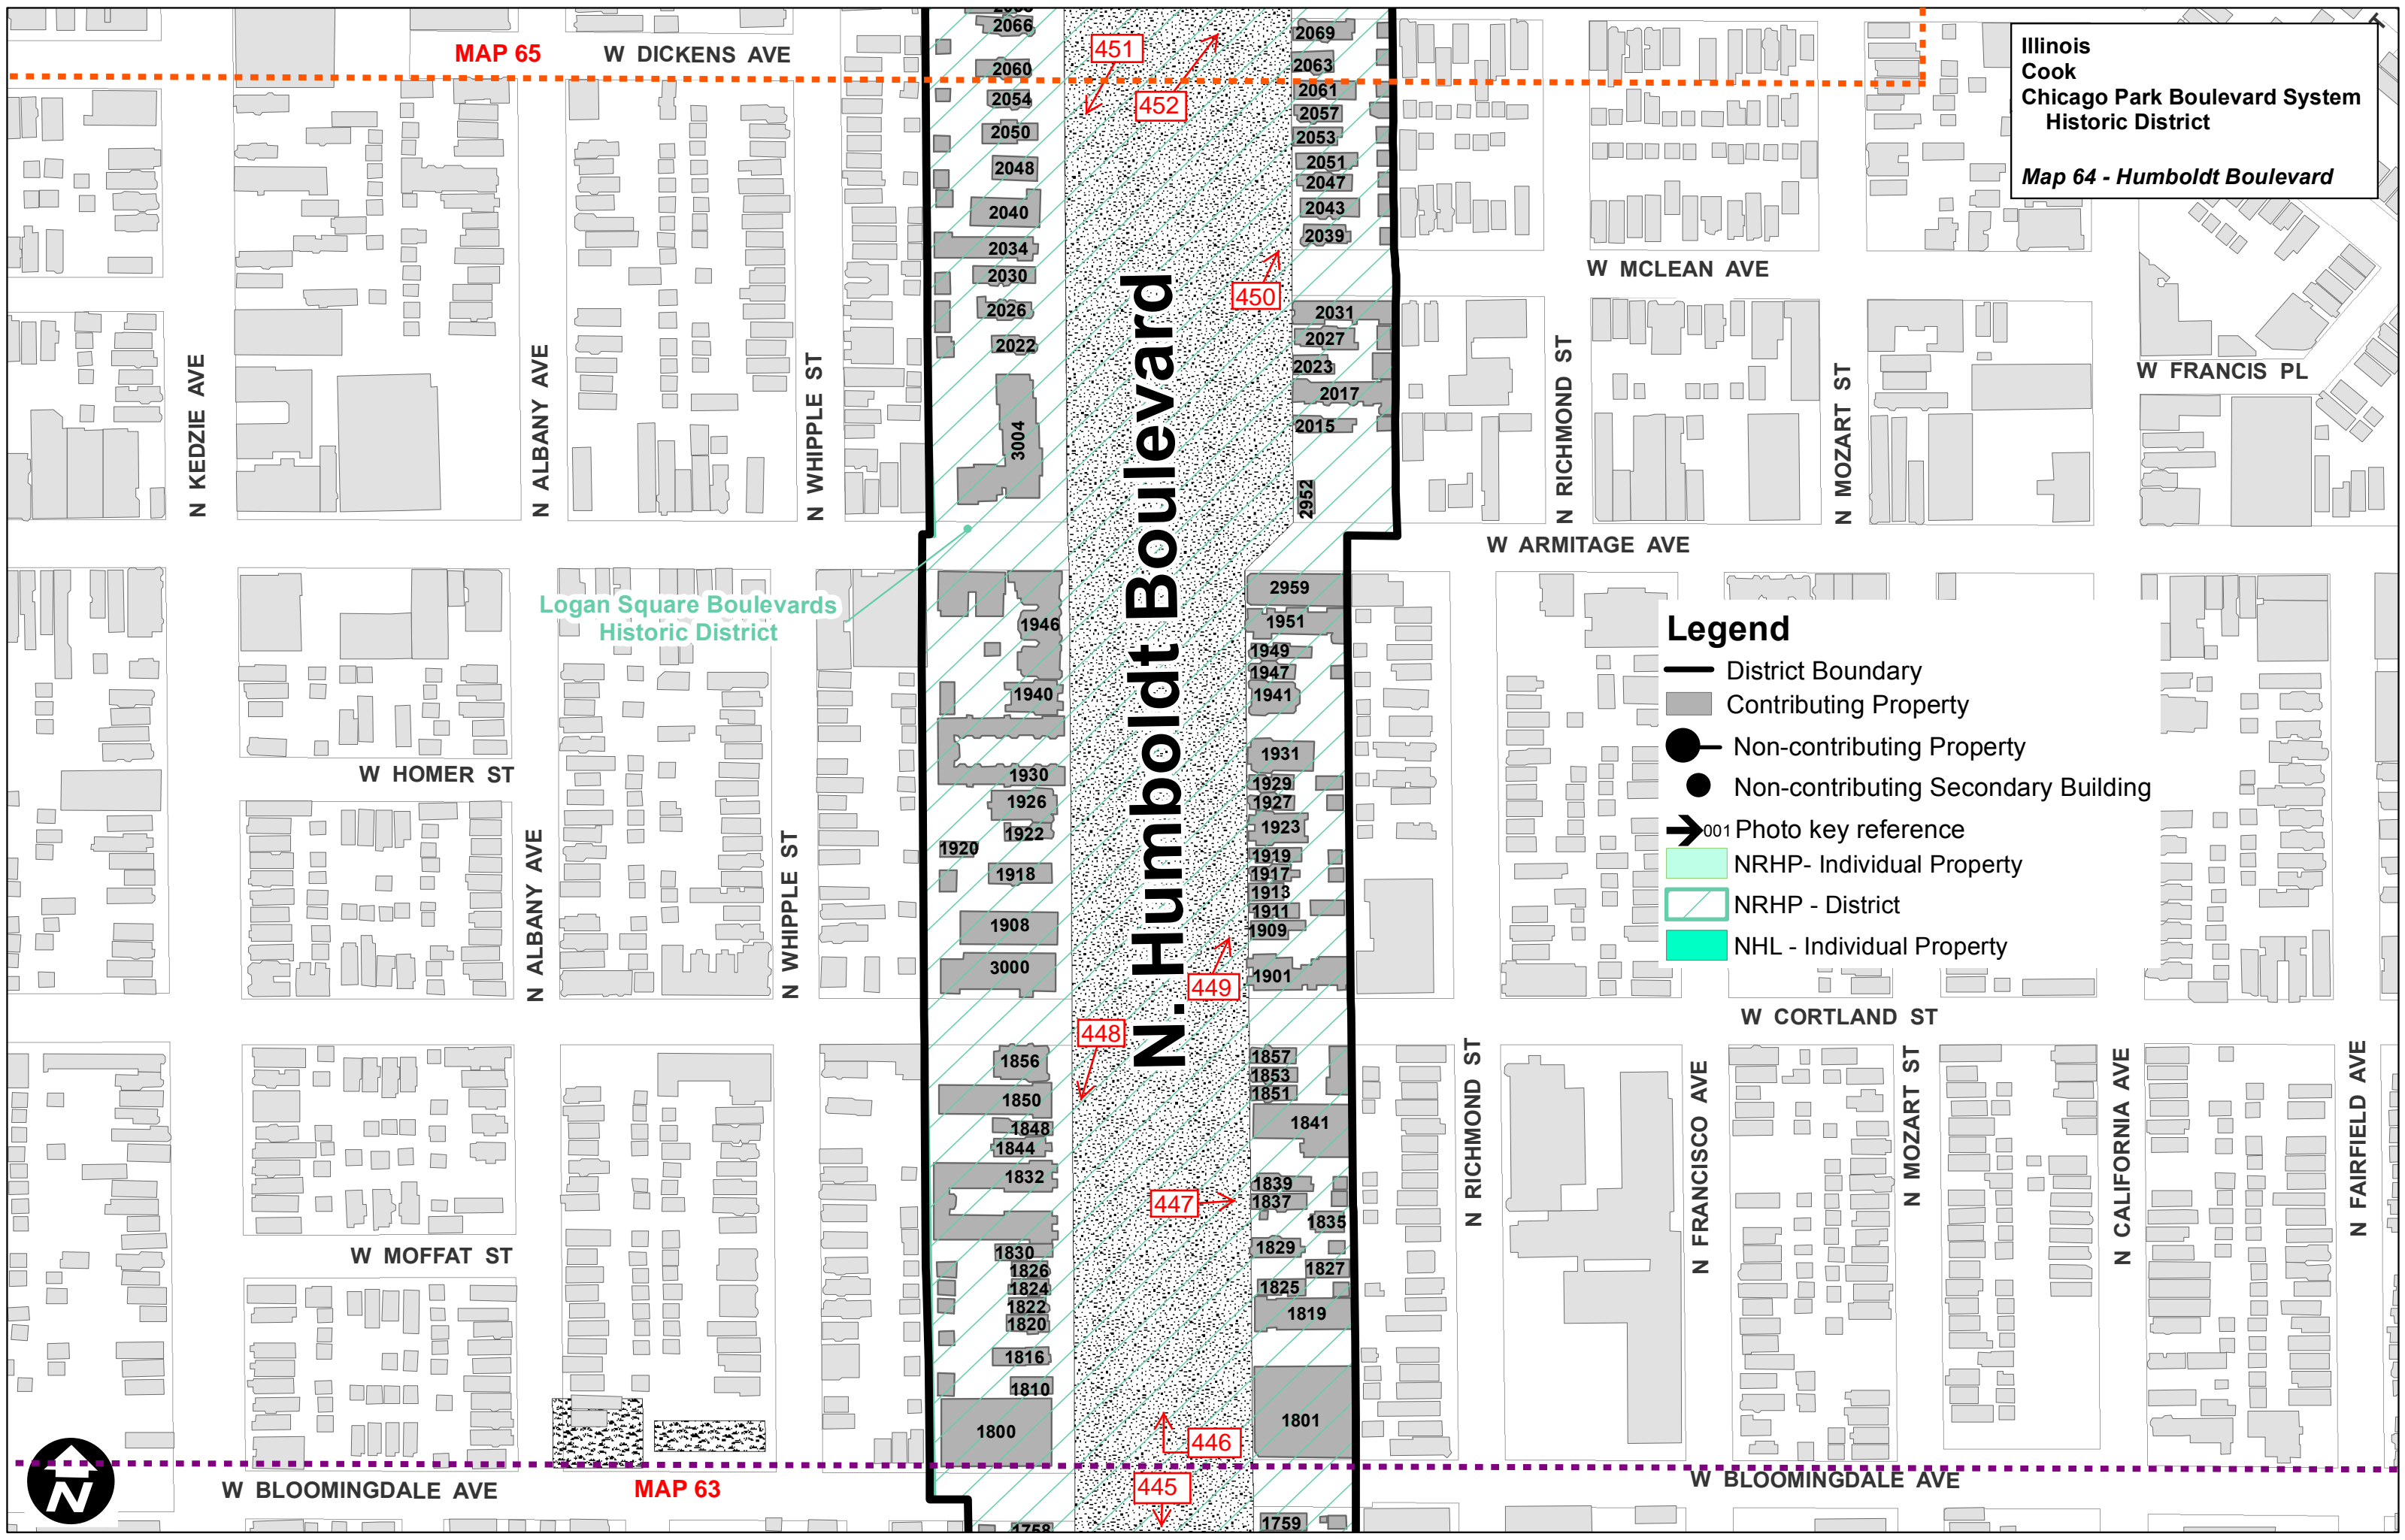 Illinois
Cook
Chicago Park Boulevard System
Historic District
Map 64 - Humboldt Boulevard
MAP 65
W DICKENS AVE
2066
2060
2054
2050
2048
2040
2034
2030
2026
2022
3004
451
452
450
2069
2063
2061
2057
2053
2051
2047
2043
2039
2031
2027
2023
2017
2015
2952
W MCLEAN AVE
W FRANCIS PL
N KEDZIE AVE
N ALBANY AVE
N WHIPPLE ST
N RICHMOND ST
N MOZART ST
W ARMITAGE AVE
N. Humboldt Boulevard
Logan Square Boulevards
Historic District
1946
1940
1930
1926
1922
1920
1918
1908
3000
2959
1951
1949
1947
1941
1931
1929
1927
1923
1919
1917
1913
1911
1909
1901
449
448
Legend
District Boundary
Contributing Property
Non-contributing Property
Non-contributing Secondary Building
001 Photo key reference
NRHP- Individual Property
NRHP - District
NHL - Individual Property
W HOMER ST
N ALBANY AVE
N WHIPPLE ST
W CORTLAND ST
1856
1850
1848
1844
1832
1830
1826
1824
1822
1820
1816
1810
1800
1857
1853
1851
1841
1839
1837
1835
1829
1827
1825
1819
1801
447
446
445
N RICHMOND ST
N FRANCISCO AVE
N MOZART ST
N CALIFORNIA AVE
N FAIRFIELD AVE
W MOFFAT ST
N
W BLOOMINGDALE AVE
MAP 63
W BLOOMINGDALE AVE
1758
1759